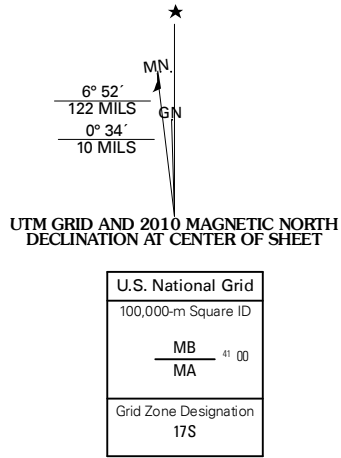 ★
MN
6° 52´
122 MILS
GN
0° 34´
10 MILS
UTM GRID AND 2010 MAGNETIC NORTH
DECLINATION AT CENTER OF SHEET
U.S. National Grid
100,000-m Square ID
MB
41 00
MA
Grid Zone Designation
17S